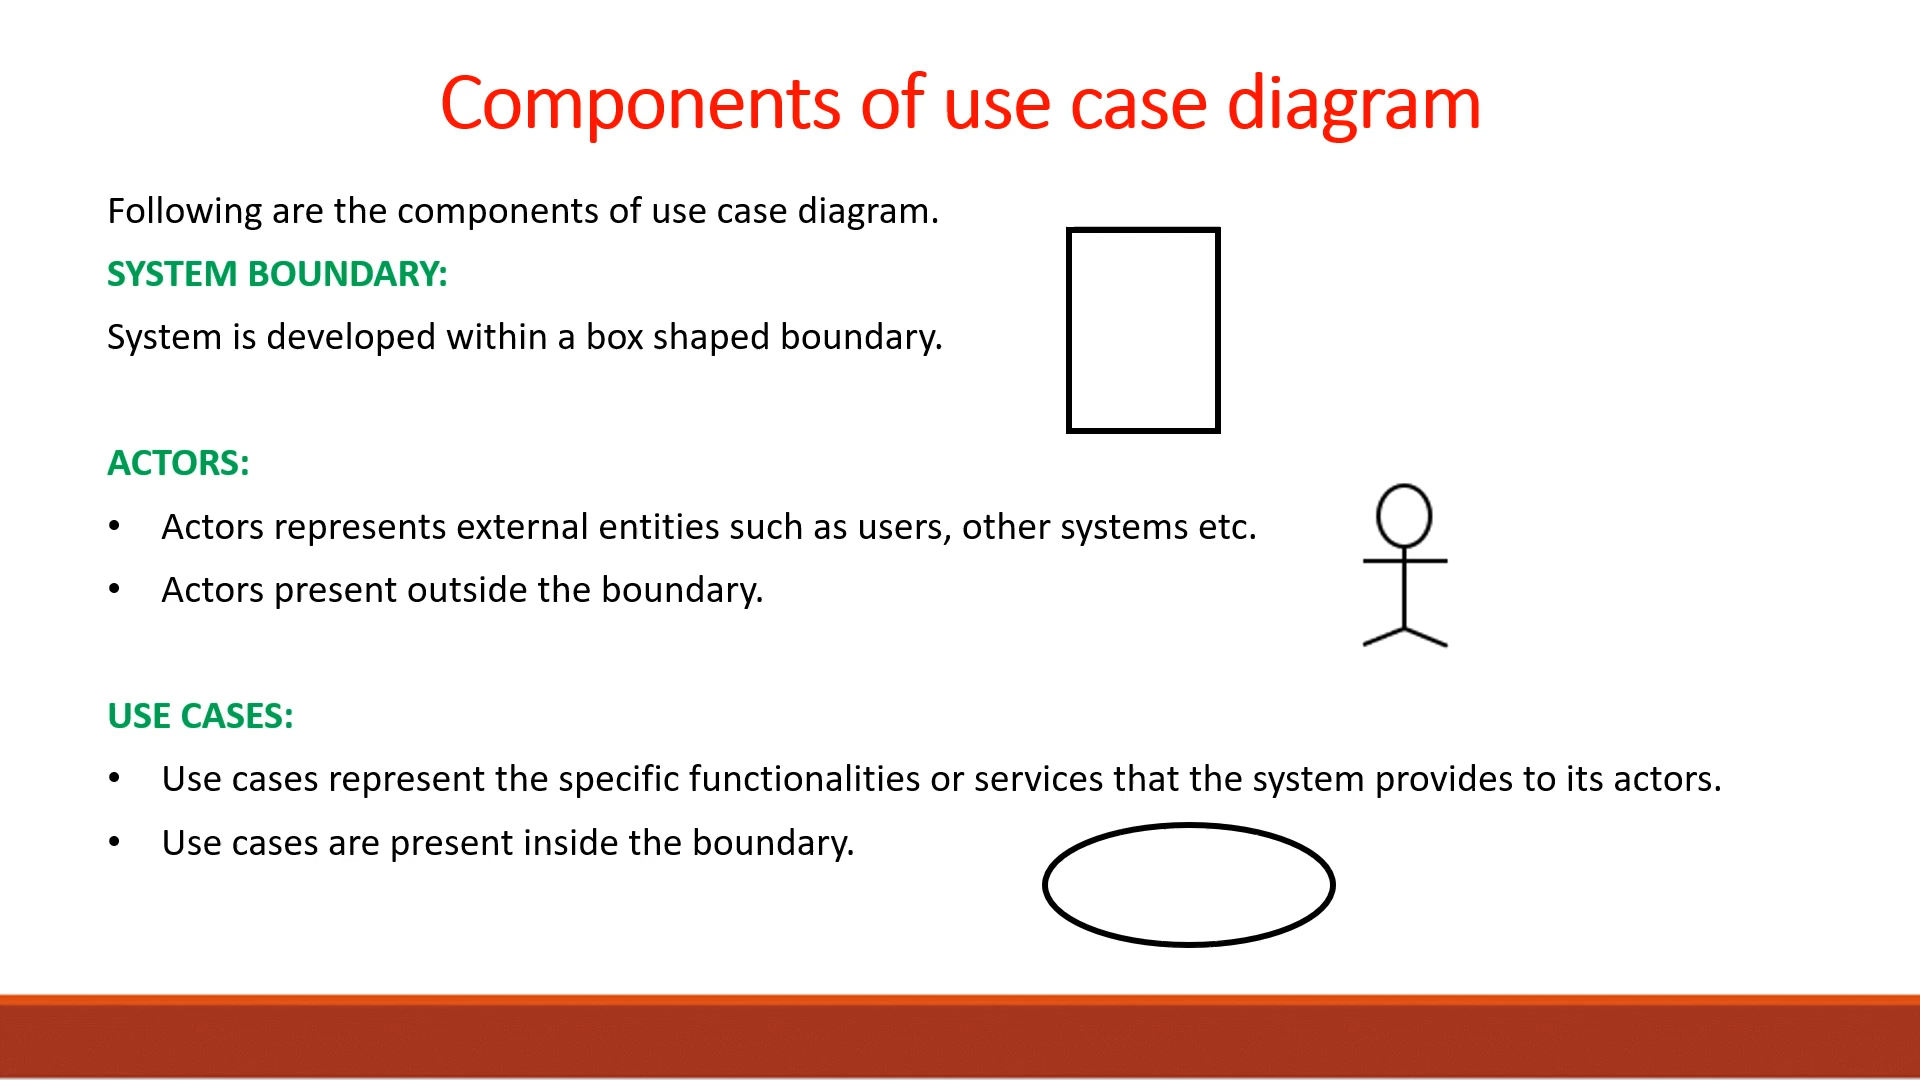 Components of use case diagram
Following are the components of use case diagram.
SYSTEM BOUNDARY:
System is developed within a box shaped boundary.
ACTORS:
• Actors represents external entities such as users, other systems etc.
• Actors present outside the boundary.
USE CASES:
• Use cases represent the specific functionalities or services that the system provides to its actors.
• Use cases are present inside the boundary.